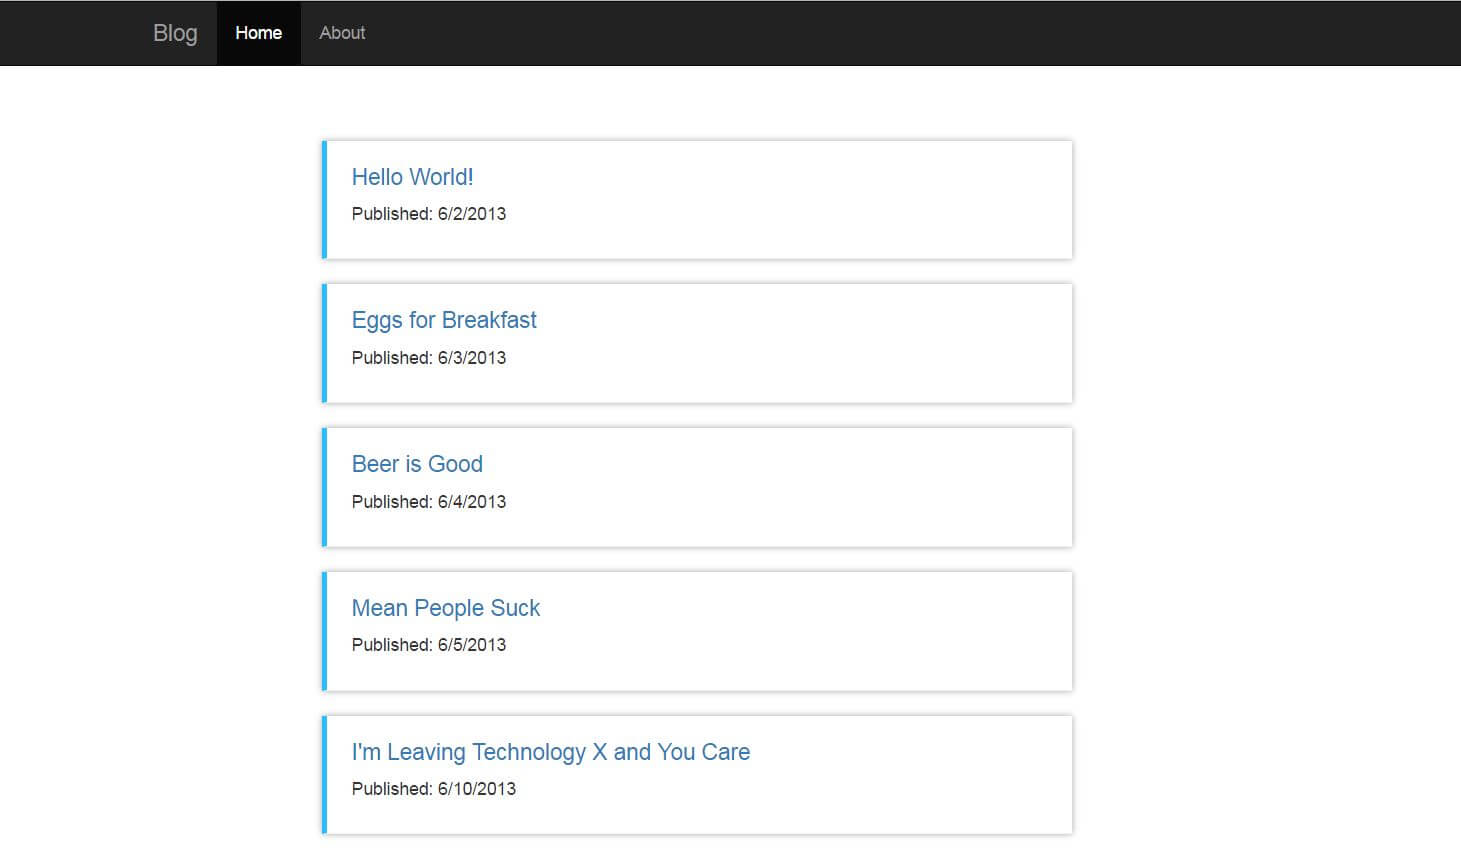 Blog Home About
Hello World!
Published: 6/2/2013
Eggs for Breakfast
Published: 6/3/2013
Beer is Good
Published: 6/4/2013
Mean People Suck
Published: 6/5/2013
I'm Leaving Technology X and You Care
Published: 6/10/2013